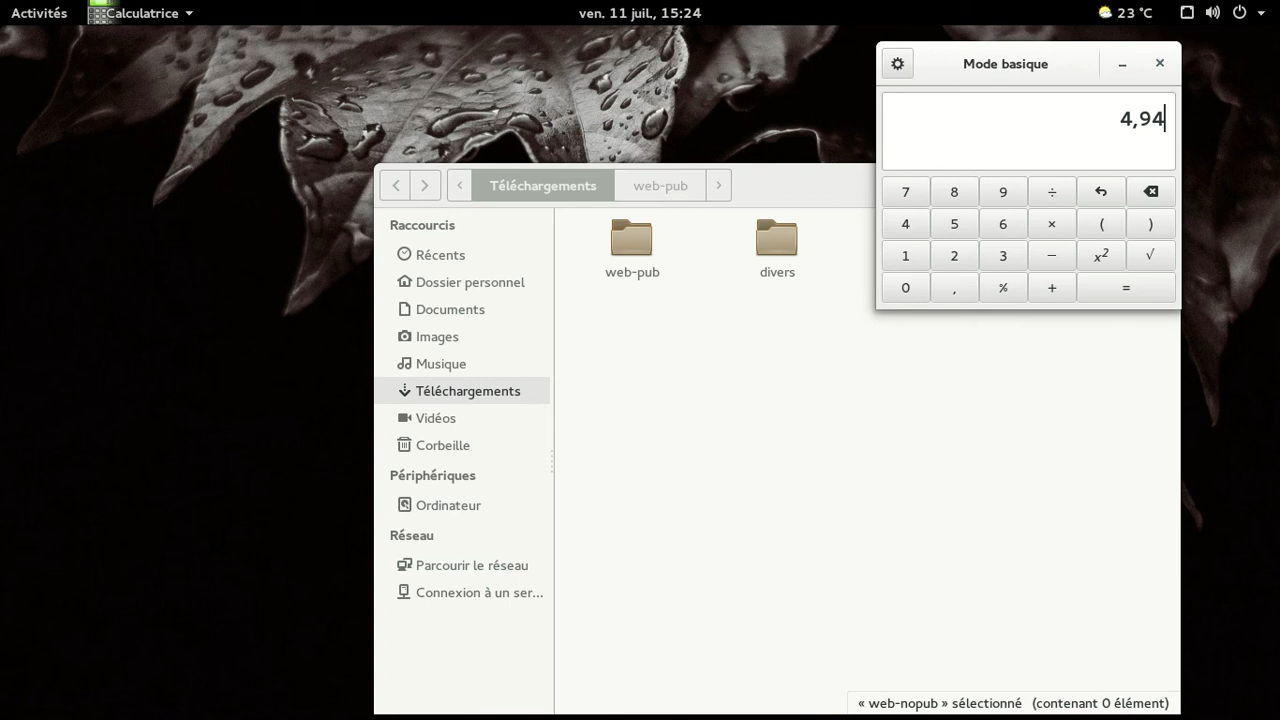 Activités
Calculatrice
ven. 11 juil., 15:24
23 °C
Mode basique
4,94
7 8 9 ÷
4 5 6 × ( )
1 2 3 − x² √
0 , % + =
Téléchargements
web-pub
Raccourcis
Récents
Dossier personnel
Documents
Images
Musique
Téléchargements
Vidéos
Corbeille
Périphériques
Ordinateur
Réseau
Parcourir le réseau
Connexion à un ser...
web-pub
divers
« web-nopub » sélectionné (contenant 0 élément)